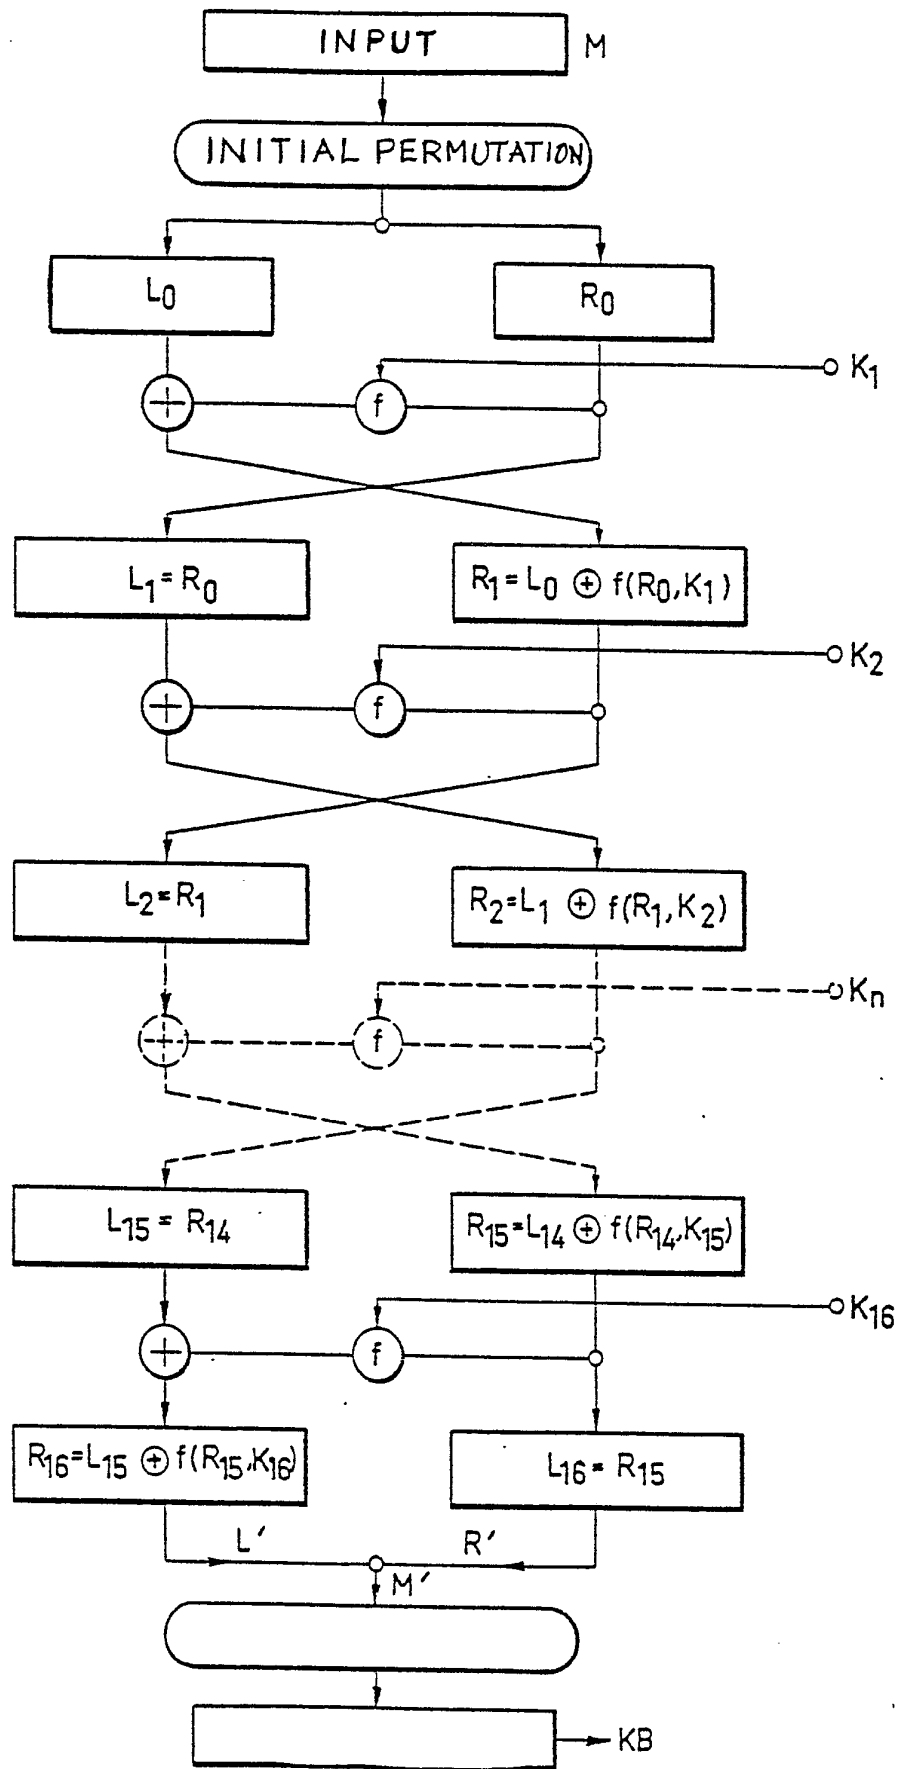 INPUT M
INITIAL PERMUTATION
L0 R0
K1
+ f
L1 = R0 R1 = L0 ⊕ f(R0,K1)
K2
+ f
L2 = R1 R2 = L1 ⊕ f(R1,K2)
Kn
+ f
L15 = R14 R15 = L14 ⊕ f(R14,K15)
K16
+ f
R16 = L15 ⊕ f(R15,K16) L16 = R15
L′ R′
M′
KB